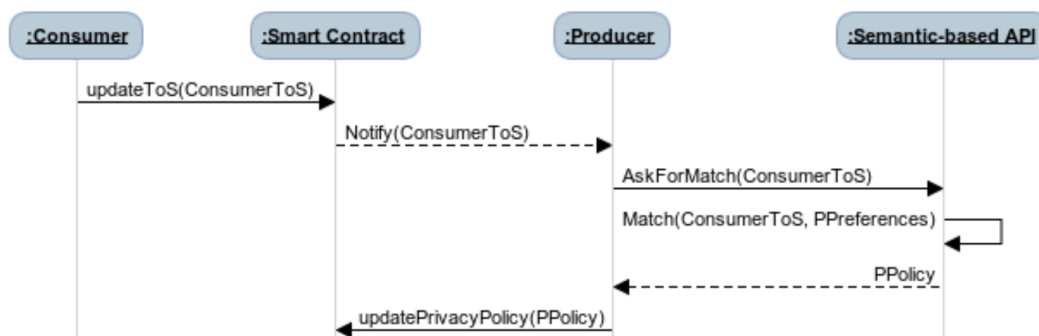 :Consumer
:Smart Contract
:Producer
:Semantic-based API
updateToS(ConsumerToS)
Notify(ConsumerToS)
AskForMatch(ConsumerToS)
Match(ConsumerToS, PPreferences)
PPolicy
updatePrivacyPolicy(PPolicy)